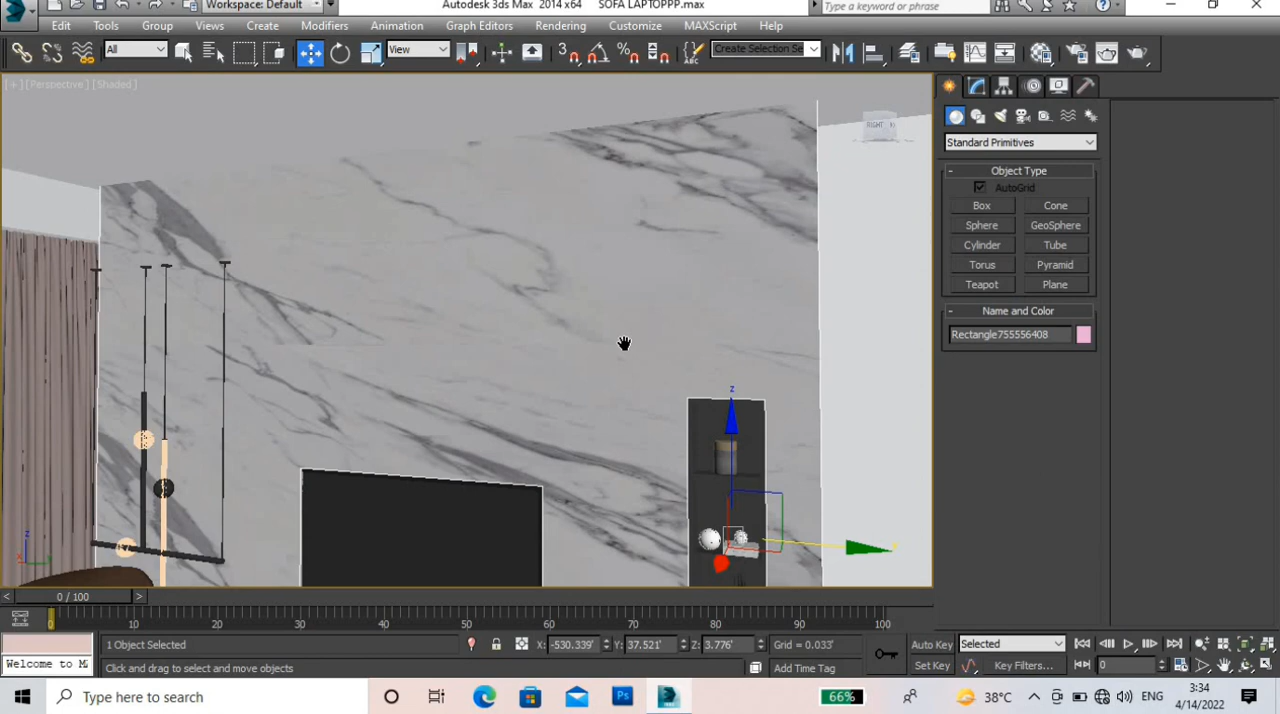 Autodesk 3ds Max 2014 x64 SOFA LAPTOPPP.max
Workspace: Default
Type a keyword or phrase
Edit Tools Group Views Create Modifiers Animation Graph Editors Rendering Customize MAXScript Help
All View Create Selection Se
[+] [Perspective] [Shaded]
RIGHT
Standard Primitives
Object Type
AutoGrid
Box Cone
Sphere GeoSphere
Cylinder Tube
Torus Pyramid
Teapot Plane
Name and Color
Rectangle755556408
z
z
x y
< 0 / 100 >
0 10 20 30 40 50 60 70 80 90 100
1 Object Selected X: -530.339' Y: 37.521' Z: 3.776' Grid = 0.033' Auto Key Selected
Welcome to M Click and drag to select and move objects Add Time Tag Set Key Key Filters... 0
Type here to search 66% 38°C ENG 3:34
4/14/2022